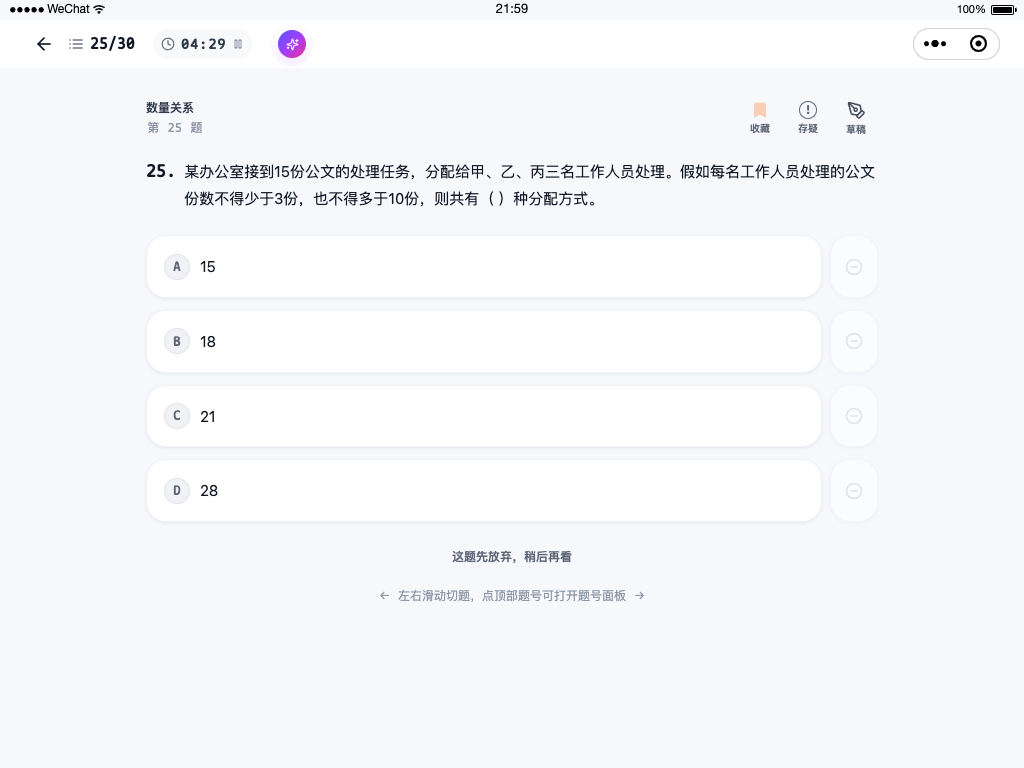 WeChat
21:59
100%
25/30
04:29
数量关系
第 25 题
收藏
存疑
草稿
25. 某办公室接到15份公文的处理任务，分配给甲、乙、丙三名工作人员处理。假如每名工作人员处理的公文
份数不得少于3份，也不得多于10份，则共有（ ）种分配方式。
A 15
B 18
C 21
D 28
这题先放弃，稍后再看
← 左右滑动切题，点顶部题号可打开题号面板 →